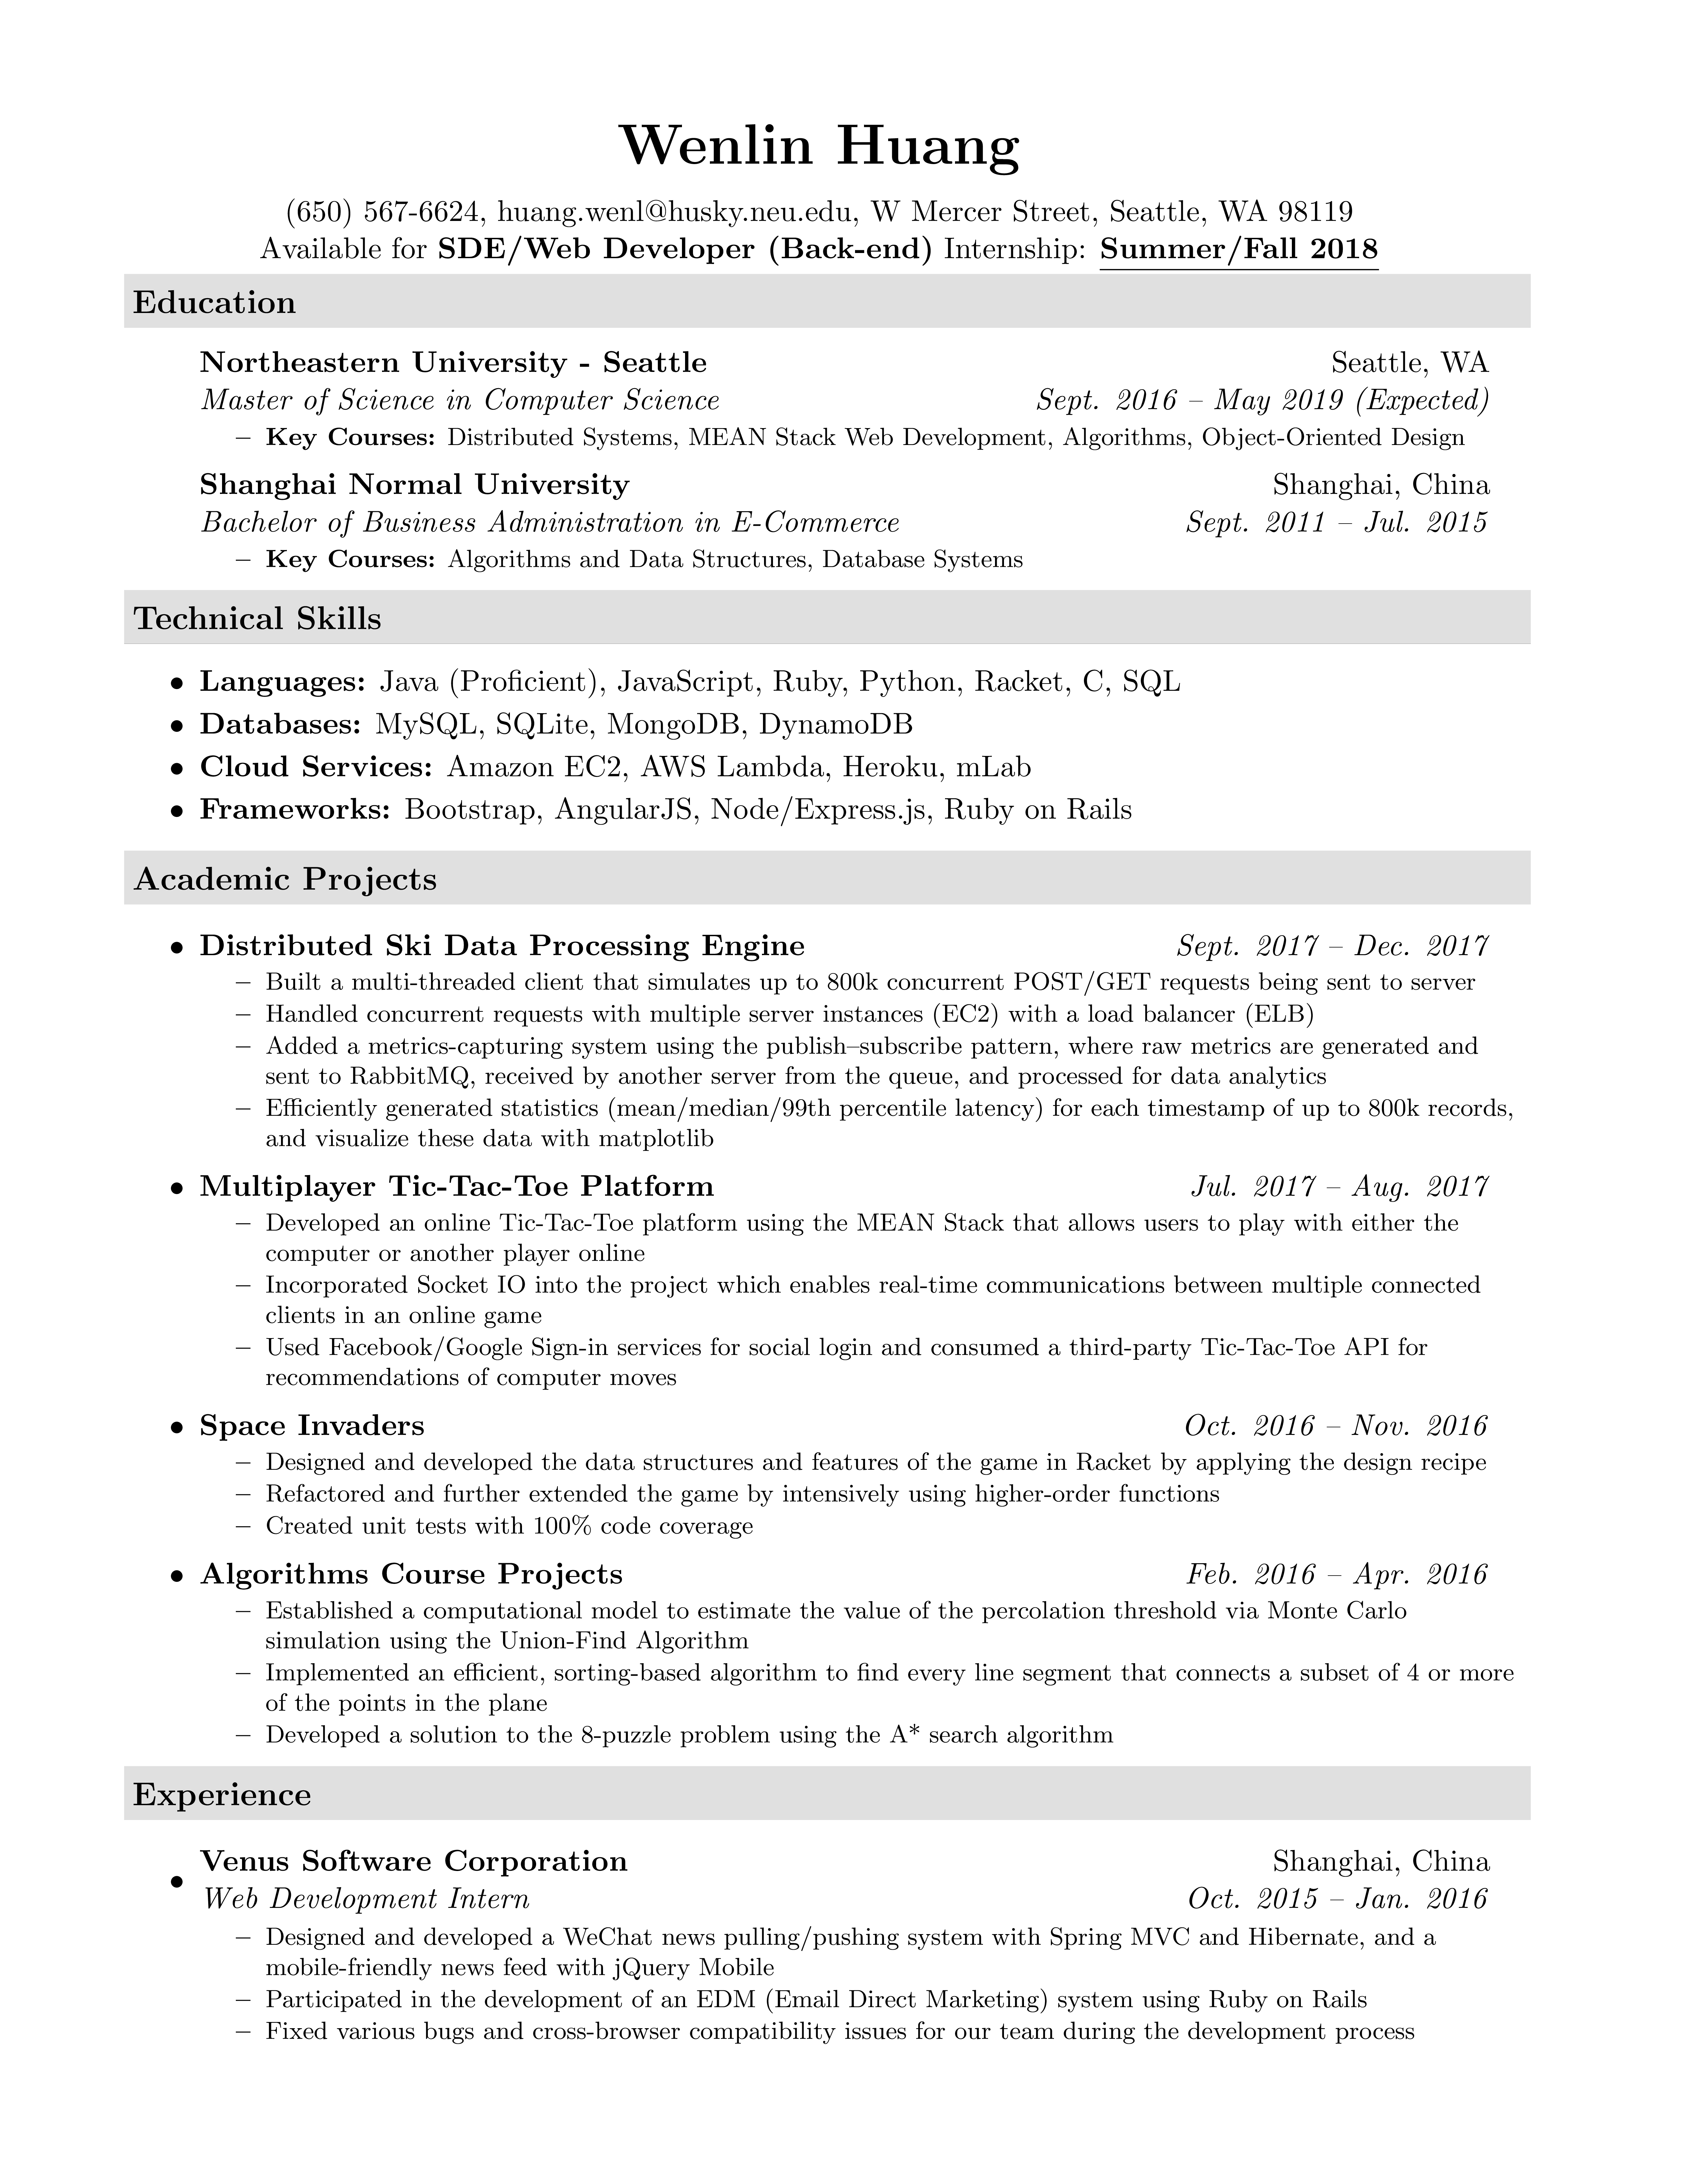 Wenlin Huang
(650) 567-6624, huang.wenl@husky.neu.edu, W Mercer Street, Seattle, WA 98119
Available for SDE/Web Developer (Back-end) Internship: Summer/Fall 2018
Education
Northeastern University - Seattle Seattle, WA
Master of Science in Computer Science Sept. 2016 – May 2019 (Expected)
– Key Courses: Distributed Systems, MEAN Stack Web Development, Algorithms, Object-Oriented Design
Shanghai Normal University Shanghai, China
Bachelor of Business Administration in E-Commerce Sept. 2011 – Jul. 2015
– Key Courses: Algorithms and Data Structures, Database Systems
Technical Skills
• Languages: Java (Proficient), JavaScript, Ruby, Python, Racket, C, SQL
• Databases: MySQL, SQLite, MongoDB, DynamoDB
• Cloud Services: Amazon EC2, AWS Lambda, Heroku, mLab
• Frameworks: Bootstrap, AngularJS, Node/Express.js, Ruby on Rails
Academic Projects
• Distributed Ski Data Processing Engine Sept. 2017 – Dec. 2017
– Built a multi-threaded client that simulates up to 800k concurrent POST/GET requests being sent to server
– Handled concurrent requests with multiple server instances (EC2) with a load balancer (ELB)
– Added a metrics-capturing system using the publish–subscribe pattern, where raw metrics are generated and
sent to RabbitMQ, received by another server from the queue, and processed for data analytics
– Efficiently generated statistics (mean/median/99th percentile latency) for each timestamp of up to 800k records,
and visualize these data with matplotlib
• Multiplayer Tic-Tac-Toe Platform Jul. 2017 – Aug. 2017
– Developed an online Tic-Tac-Toe platform using the MEAN Stack that allows users to play with either the
computer or another player online
– Incorporated Socket IO into the project which enables real-time communications between multiple connected
clients in an online game
– Used Facebook/Google Sign-in services for social login and consumed a third-party Tic-Tac-Toe API for
recommendations of computer moves
• Space Invaders Oct. 2016 – Nov. 2016
– Designed and developed the data structures and features of the game in Racket by applying the design recipe
– Refactored and further extended the game by intensively using higher-order functions
– Created unit tests with 100% code coverage
• Algorithms Course Projects Feb. 2016 – Apr. 2016
– Established a computational model to estimate the value of the percolation threshold via Monte Carlo
simulation using the Union-Find Algorithm
– Implemented an efficient, sorting-based algorithm to find every line segment that connects a subset of 4 or more
of the points in the plane
– Developed a solution to the 8-puzzle problem using the A* search algorithm
Experience
• Venus Software Corporation Shanghai, China
Web Development Intern Oct. 2015 – Jan. 2016
– Designed and developed a WeChat news pulling/pushing system with Spring MVC and Hibernate, and a
mobile-friendly news feed with jQuery Mobile
– Participated in the development of an EDM (Email Direct Marketing) system using Ruby on Rails
– Fixed various bugs and cross-browser compatibility issues for our team during the development process